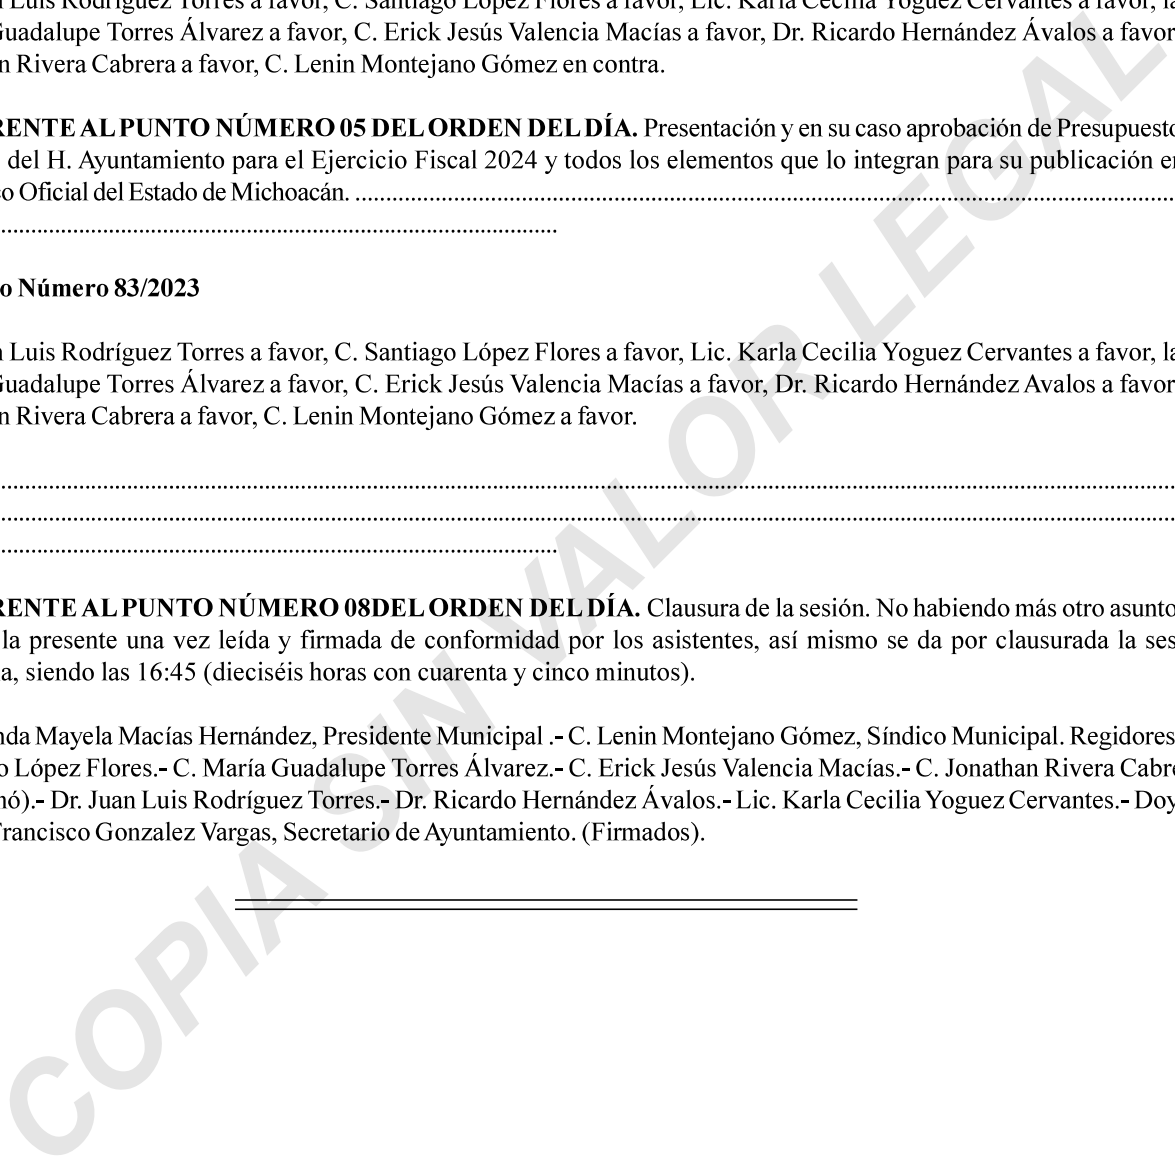 Luis Rodríguez Torres a favor, C. Santiago López Flores a favor, Lic. Karla Cecilia Yoguez Cervantes a favor, la
Guadalupe Torres Álvarez a favor, C. Erick Jesús Valencia Macías a favor, Dr. Ricardo Hernández Ávalos a favor
n Rivera Cabrera a favor, C. Lenin Montejano Gómez en contra.
RENTE AL PUNTO NÚMERO 05 DEL ORDEN DEL DÍA. Presentación y en su caso aprobación de Presupuesto
del H. Ayuntamiento para el Ejercicio Fiscal 2024 y todos los elementos que lo integran para su publicación en
o Oficial del Estado de Michoacán. ................................................................................
................................................................................
o Número 83/2023
n Luis Rodríguez Torres a favor, C. Santiago López Flores a favor, Lic. Karla Cecilia Yoguez Cervantes a favor, la
Guadalupe Torres Álvarez a favor, C. Erick Jesús Valencia Macías a favor, Dr. Ricardo Hernández Avalos a favor
n Rivera Cabrera a favor, C. Lenin Montejano Gómez a favor.
................................................................................
................................................................................
................................................................................
RENTE AL PUNTO NÚMERO 08DEL ORDEN DEL DÍA. Clausura de la sesión. No habiendo más otro asunto
la presente una vez leída y firmada de conformidad por los asistentes, así mismo se da por clausurada la ses
a, siendo las 16:45 (dieciséis horas con cuarenta y cinco minutos).
nda Mayela Macías Hernández, Presidente Municipal .- C. Lenin Montejano Gómez, Síndico Municipal. Regidores
o López Flores.- C. María Guadalupe Torres Álvarez.- C. Erick Jesús Valencia Macías.- C. Jonathan Rivera Cabre
nó).- Dr. Juan Luis Rodríguez Torres.- Dr. Ricardo Hernández Ávalos.- Lic. Karla Cecilia Yoguez Cervantes.- Doy
Francisco Gonzalez Vargas, Secretario de Ayuntamiento. (Firmados).
COPIA SIN VALOR LEGAL